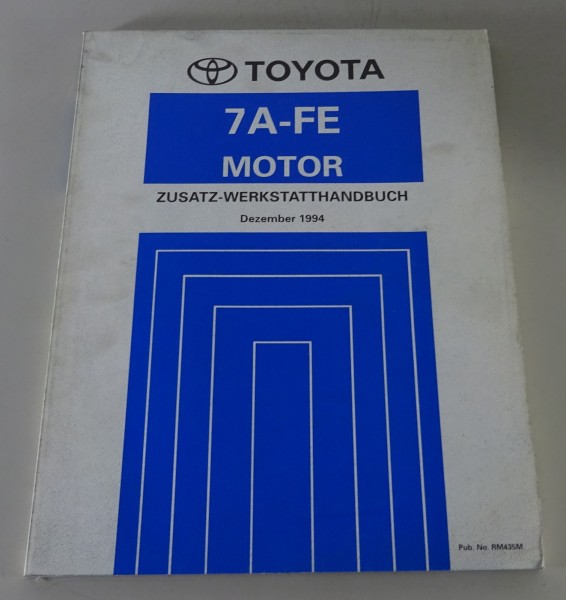 TOYOTA
7A-FE
MOTOR
ZUSATZ-WERKSTATTHANDBUCH
Dezember 1994
Pub. No. RM435M